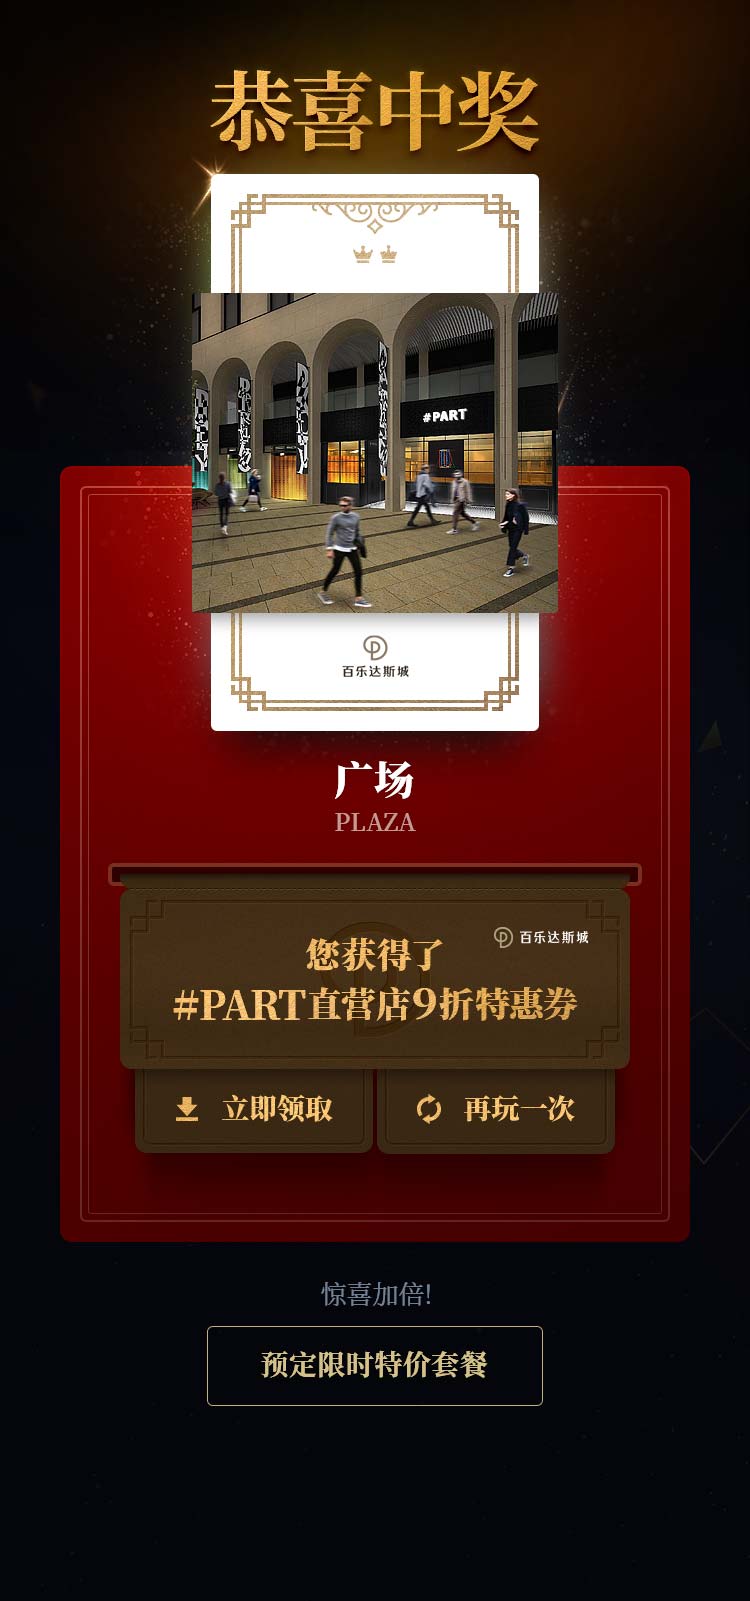 恭喜中奖
#PART
百乐达斯城
广场
PLAZA
百乐达斯城
您获得了
#PART直营店9折特惠券
立即领取
再玩一次
惊喜加倍!
预定限时特价套餐